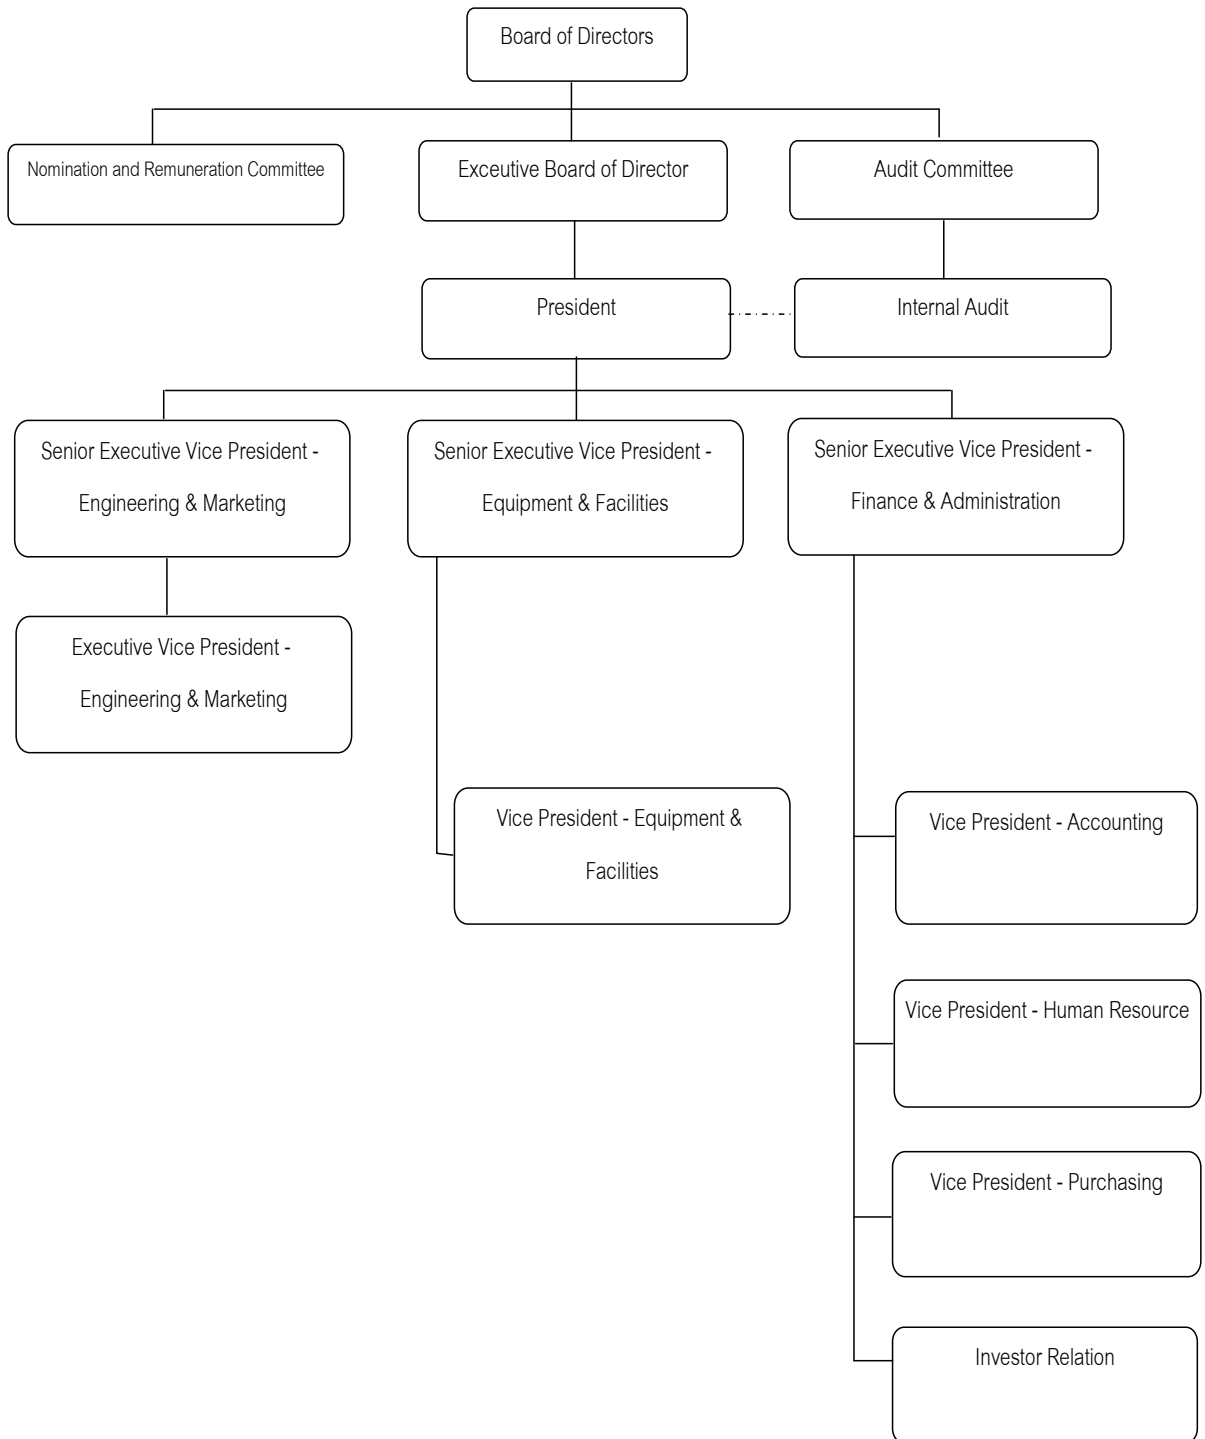 Board of Directors
Nomination and Remuneration Committee
Exceutive Board of Director
Audit Committee
President
Internal Audit
Senior Executive Vice President -
Engineering & Marketing
Senior Executive Vice President -
Equipment & Facilities
Senior Executive Vice President -
Finance & Administration
Executive Vice President -
Engineering & Marketing
Vice President - Equipment &
Facilities
Vice President - Accounting
Vice President - Human Resource
Vice President - Purchasing
Investor Relation